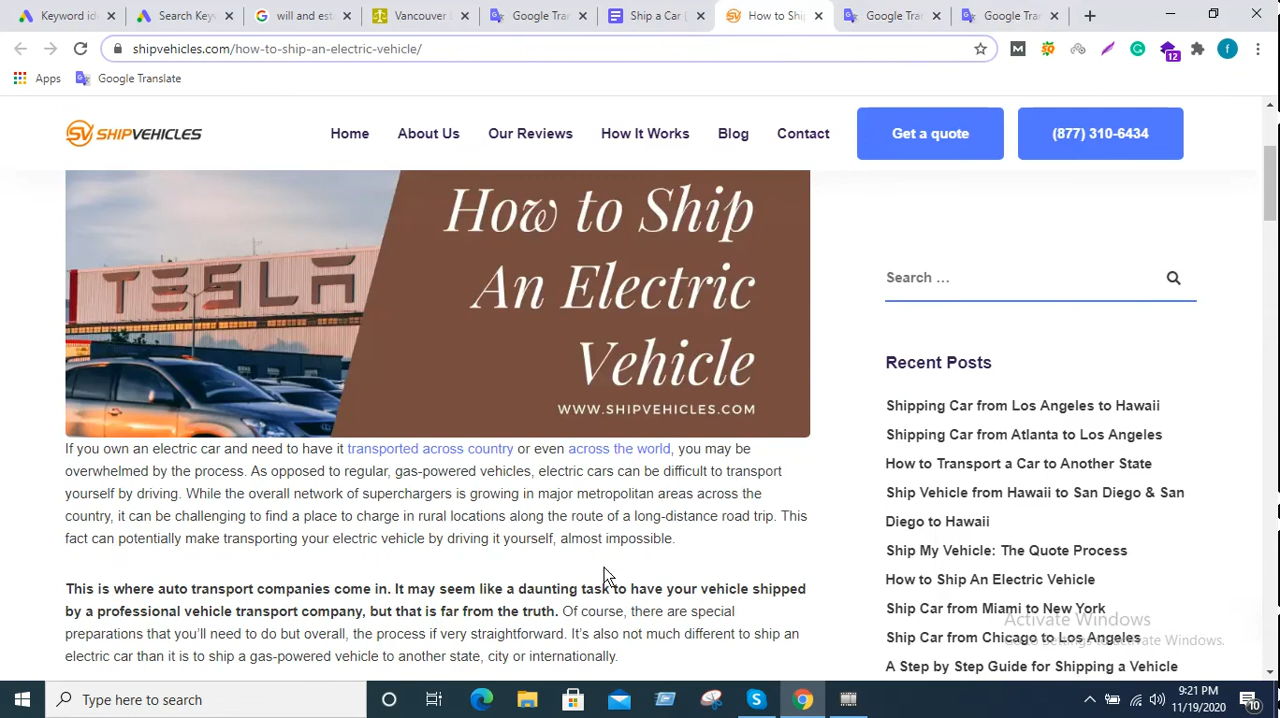 Keyword id
Search Key
will and est
Vancouver
Google Tran
Ship a Car
How to Ship
Google Tran
Google Tran
shipvehicles.com/how-to-ship-an-electric-vehicle/
12
f
Apps
Google Translate
SV SHIPVEHICLES
Home
About Us
Our Reviews
How It Works
Blog
Contact
Get a quote
(877) 310-6434
TESLA
How to Ship
An Electric
Vehicle
WWW.SHIPVEHICLES.COM
If you own an electric car and need to have it transported across country or even across the world, you may be
overwhelmed by the process. As opposed to regular, gas-powered vehicles, electric cars can be difficult to transport
yourself by driving. While the overall network of superchargers is growing in major metropolitan areas across the
country, it can be challenging to find a place to charge in rural locations along the route of a long-distance road trip. This
fact can potentially make transporting your electric vehicle by driving it yourself, almost impossible.
This is where auto transport companies come in. It may seem like a daunting task to have your vehicle shipped
by a professional vehicle transport company, but that is far from the truth. Of course, there are special
preparations that you'll need to do but overall, the process if very straightforward. It's also not much different to ship an
electric car than it is to ship a gas-powered vehicle to another state, city or internationally.
Search …
Recent Posts
Shipping Car from Los Angeles to Hawaii
Shipping Car from Atlanta to Los Angeles
How to Transport a Car to Another State
Ship Vehicle from Hawaii to San Diego & San
Diego to Hawaii
Ship My Vehicle: The Quote Process
How to Ship An Electric Vehicle
Ship Car from Miami to New York
Ship Car from Chicago to Los Angeles
A Step by Step Guide for Shipping a Vehicle
Activate Windows
Go to Settings to activate Windows.
Type here to search
9:21 PM
11/19/2020
10